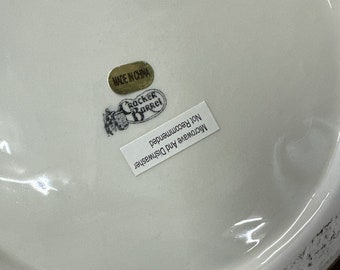 MADE IN CHINA
CRACKER
BARREL
Microwave And Dishwasher
Not Recommended